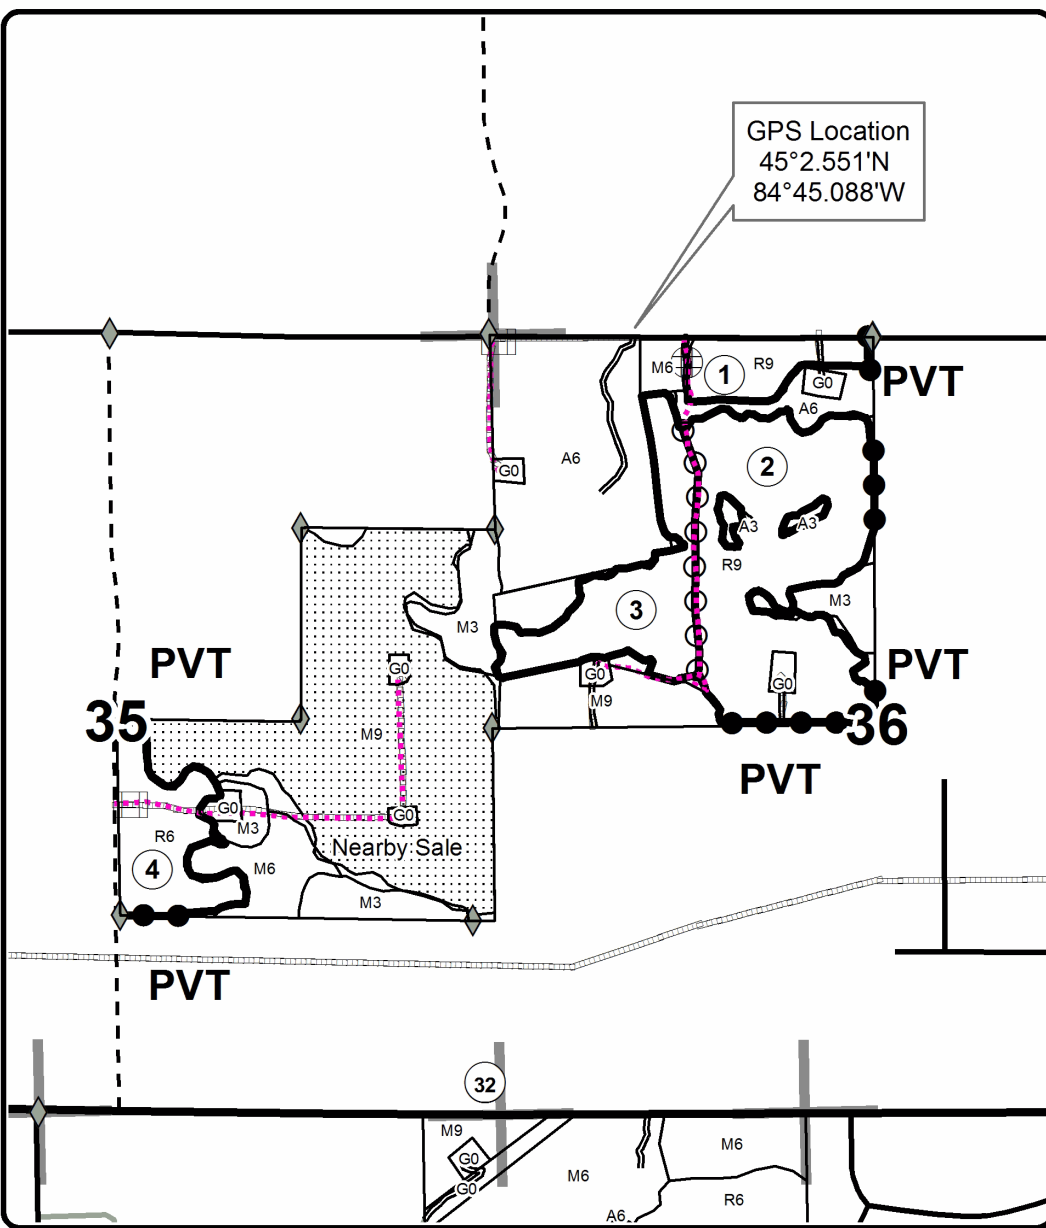 GPS Location
45°2.551'N
84°45.088'W
M6
1
R9
G0
PVT
A6
A6
2
G0
A3
A3
R9
M3
3
M3
PVT
G0
G0
G0
PVT
M9
35
M9
36
PVT
G0
G0
M3
R6
Nearby Sale
4
M6
M3
PVT
32
M9
M6
G0
M6
G0
R6
A6